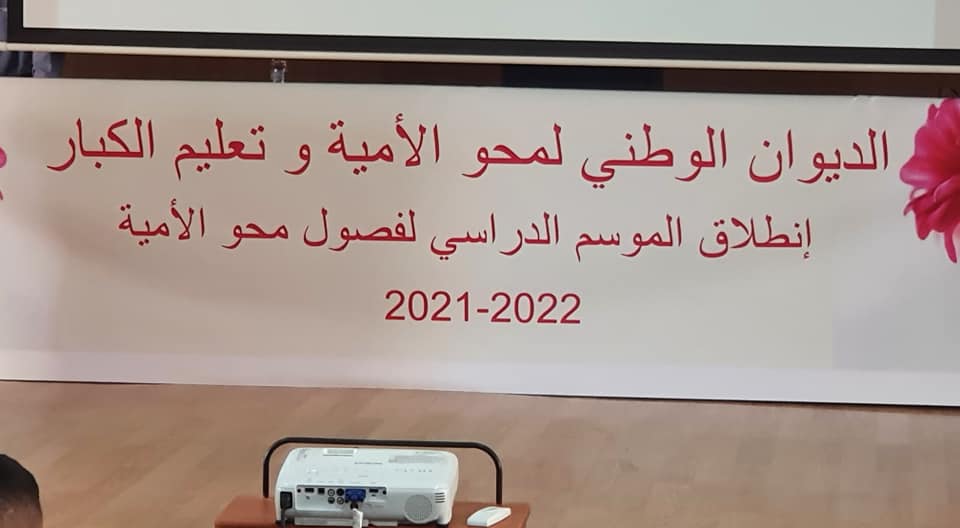 الديوان الوطني لمحو الأمية و تعليم الكبار
إنطلاق الموسم الدراسي لفصول محو الأمية
2021-2022